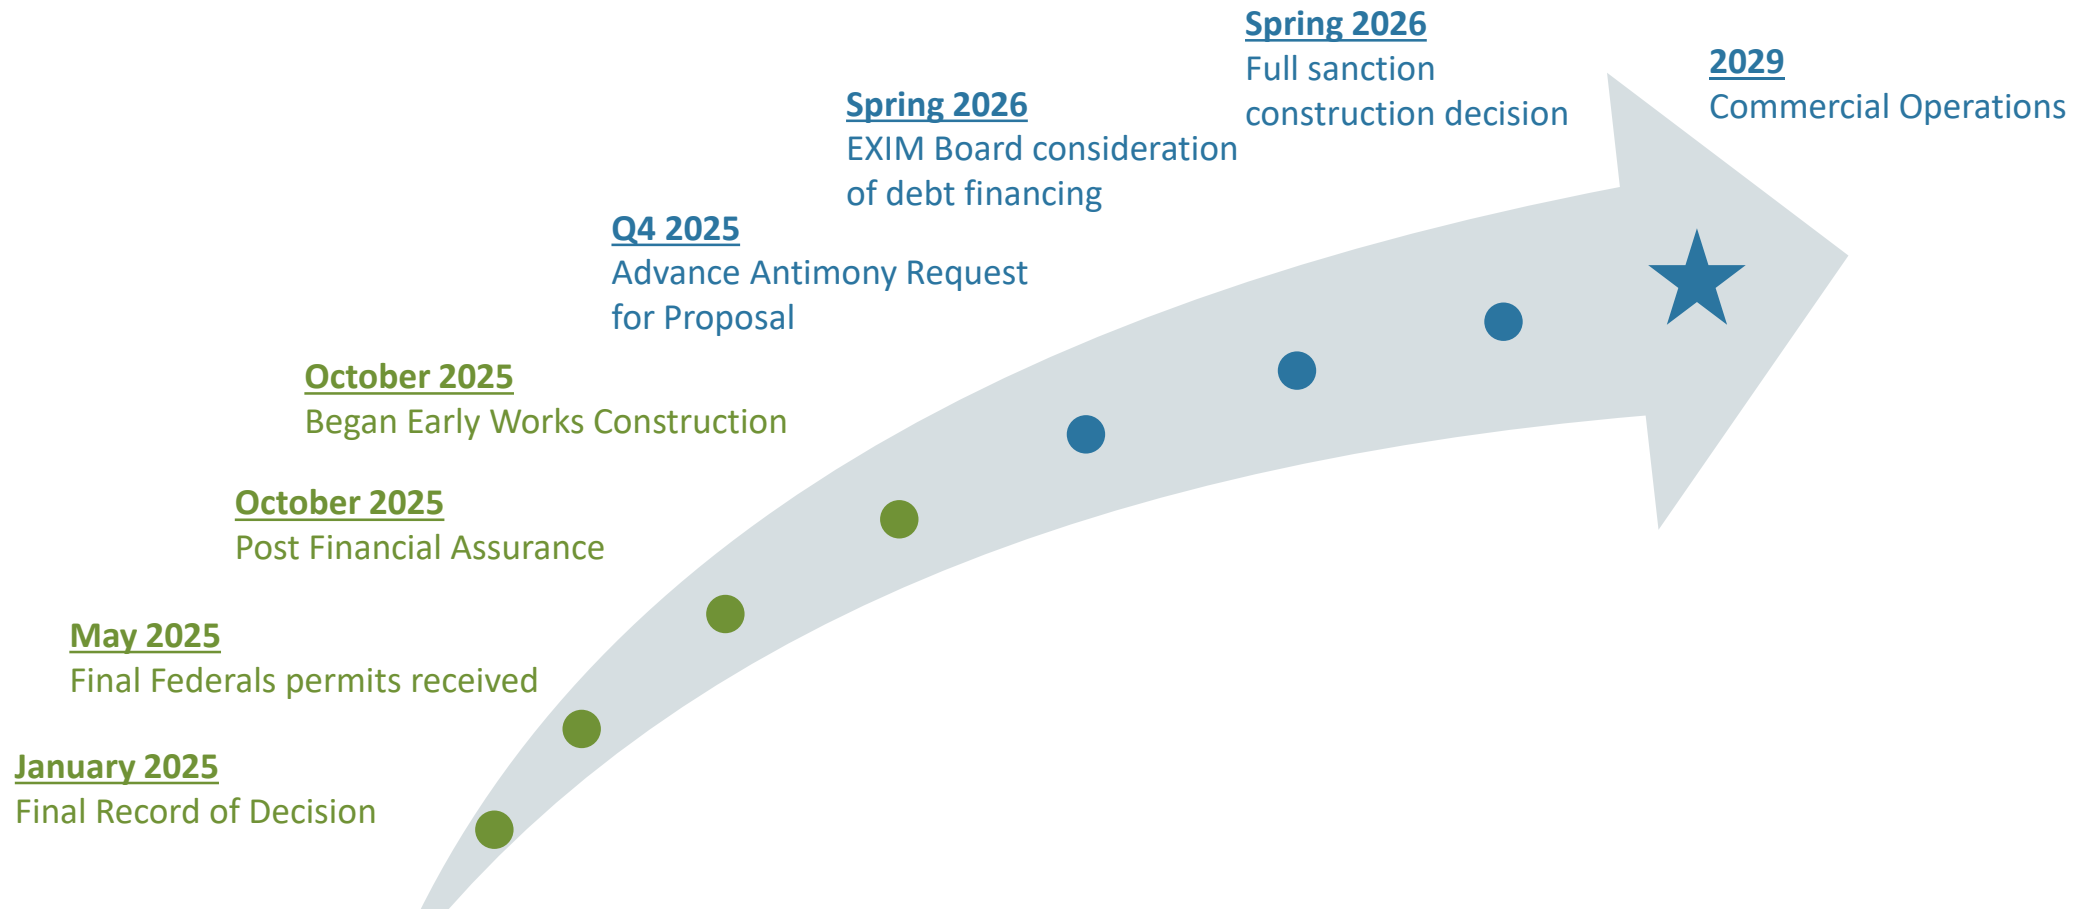 Spring 2026
Full sanction
construction decision
2029
Commercial Operations
Spring 2026
EXIM Board consideration
of debt financing
Q4 2025
Advance Antimony Request
for Proposal
October 2025
Began Early Works Construction
October 2025
Post Financial Assurance
May 2025
Final Federals permits received
January 2025
Final Record of Decision